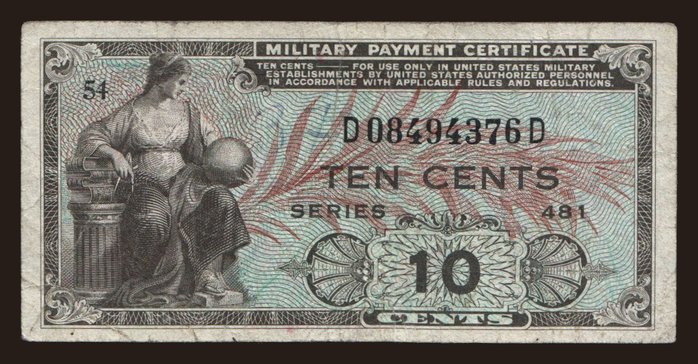 MILITARY PAYMENT CERTIFICATE
TEN CENTS — FOR USE ONLY IN UNITED STATES MILITARY
ESTABLISHMENTS BY UNITED STATES AUTHORIZED PERSONNEL
IN ACCORDANCE WITH APPLICABLE RULES AND REGULATIONS.
54
D08494376D
TEN CENTS
SERIES 481
10
CENTS